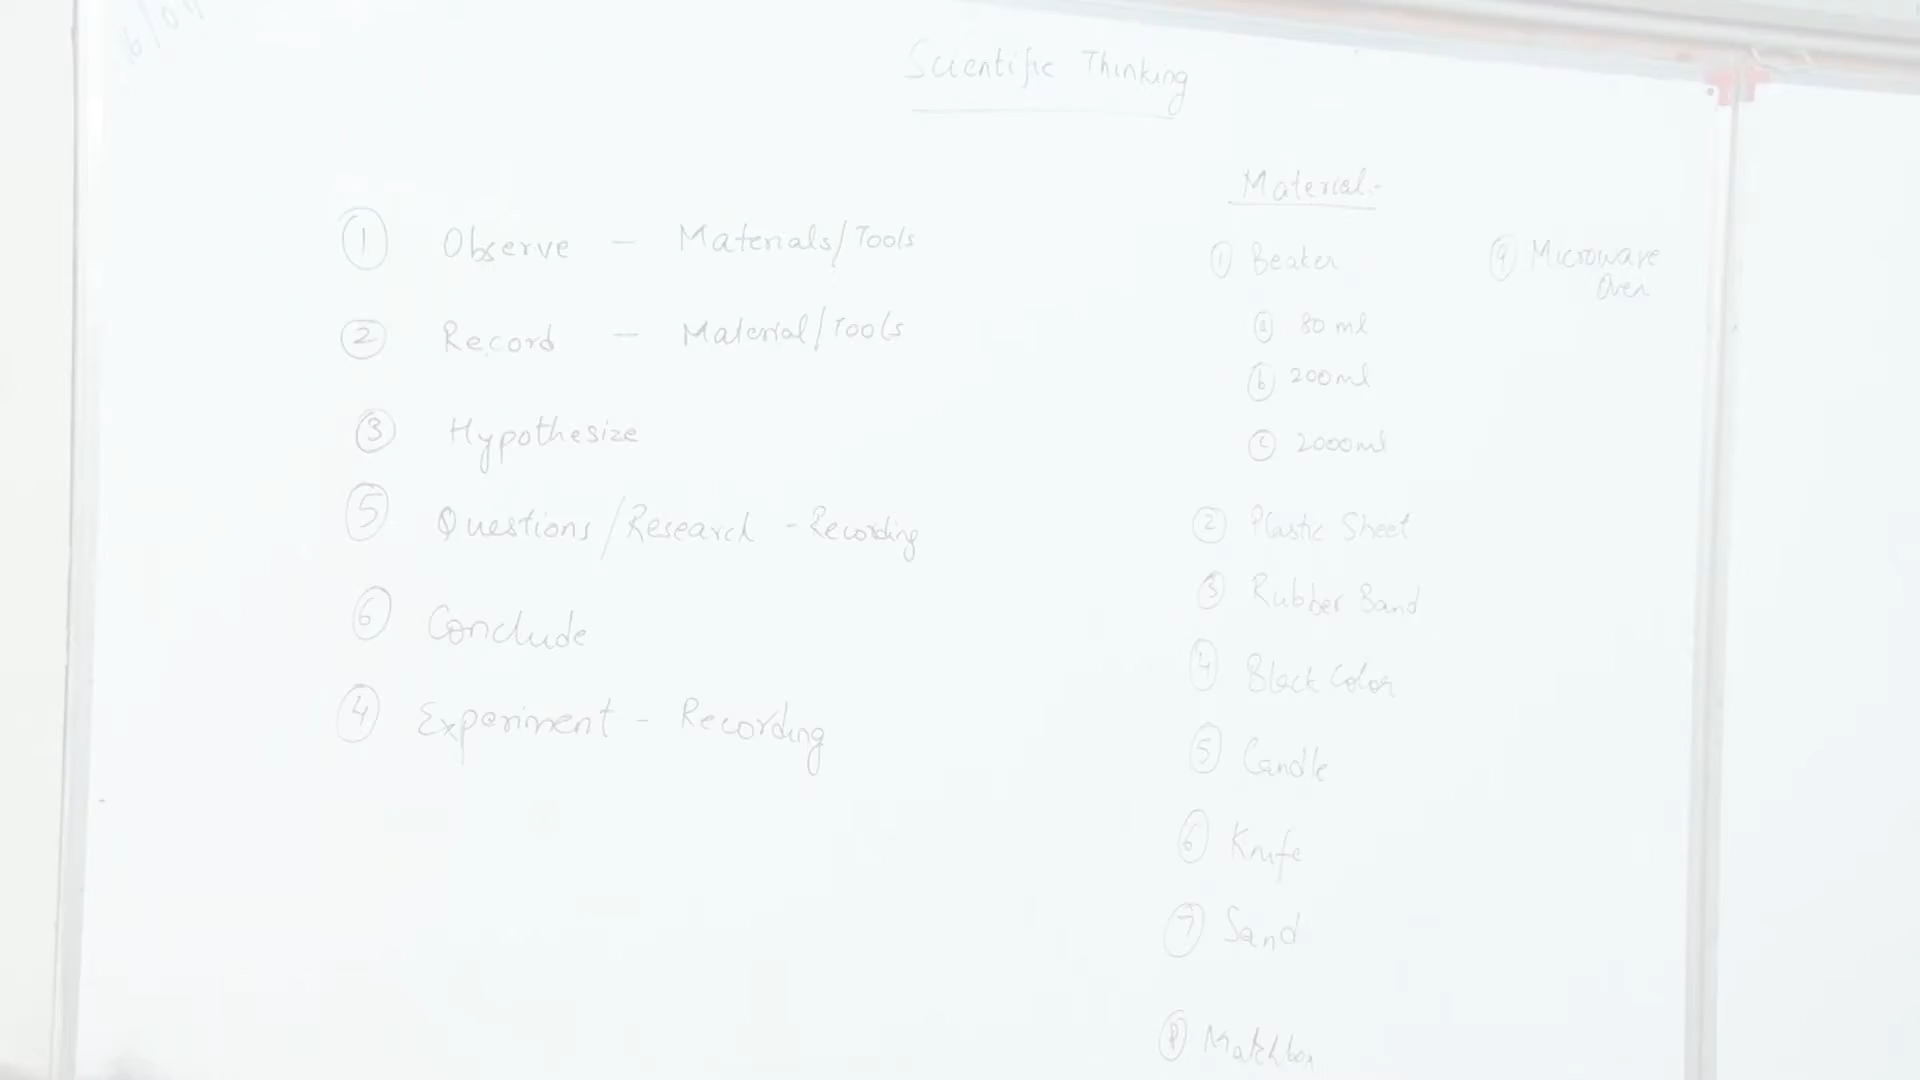 16/04
Scientific Thinking
① Observe - Materials/Tools
② Record - Material/Tools
③ Hypothesize
⑤ Questions/Research - Recording
⑥ Conclude
④ Experiment - Recording
Material:-
① Beaker
ⓐ 80 ml
ⓑ 200ml
ⓒ 2000ml
② Plastic Sheet
③ Rubber Band
④ Black Color
⑤ Candle
⑥ Knife
⑦ Sand
⑧ Matchbox
⑨ Microwave
Oven